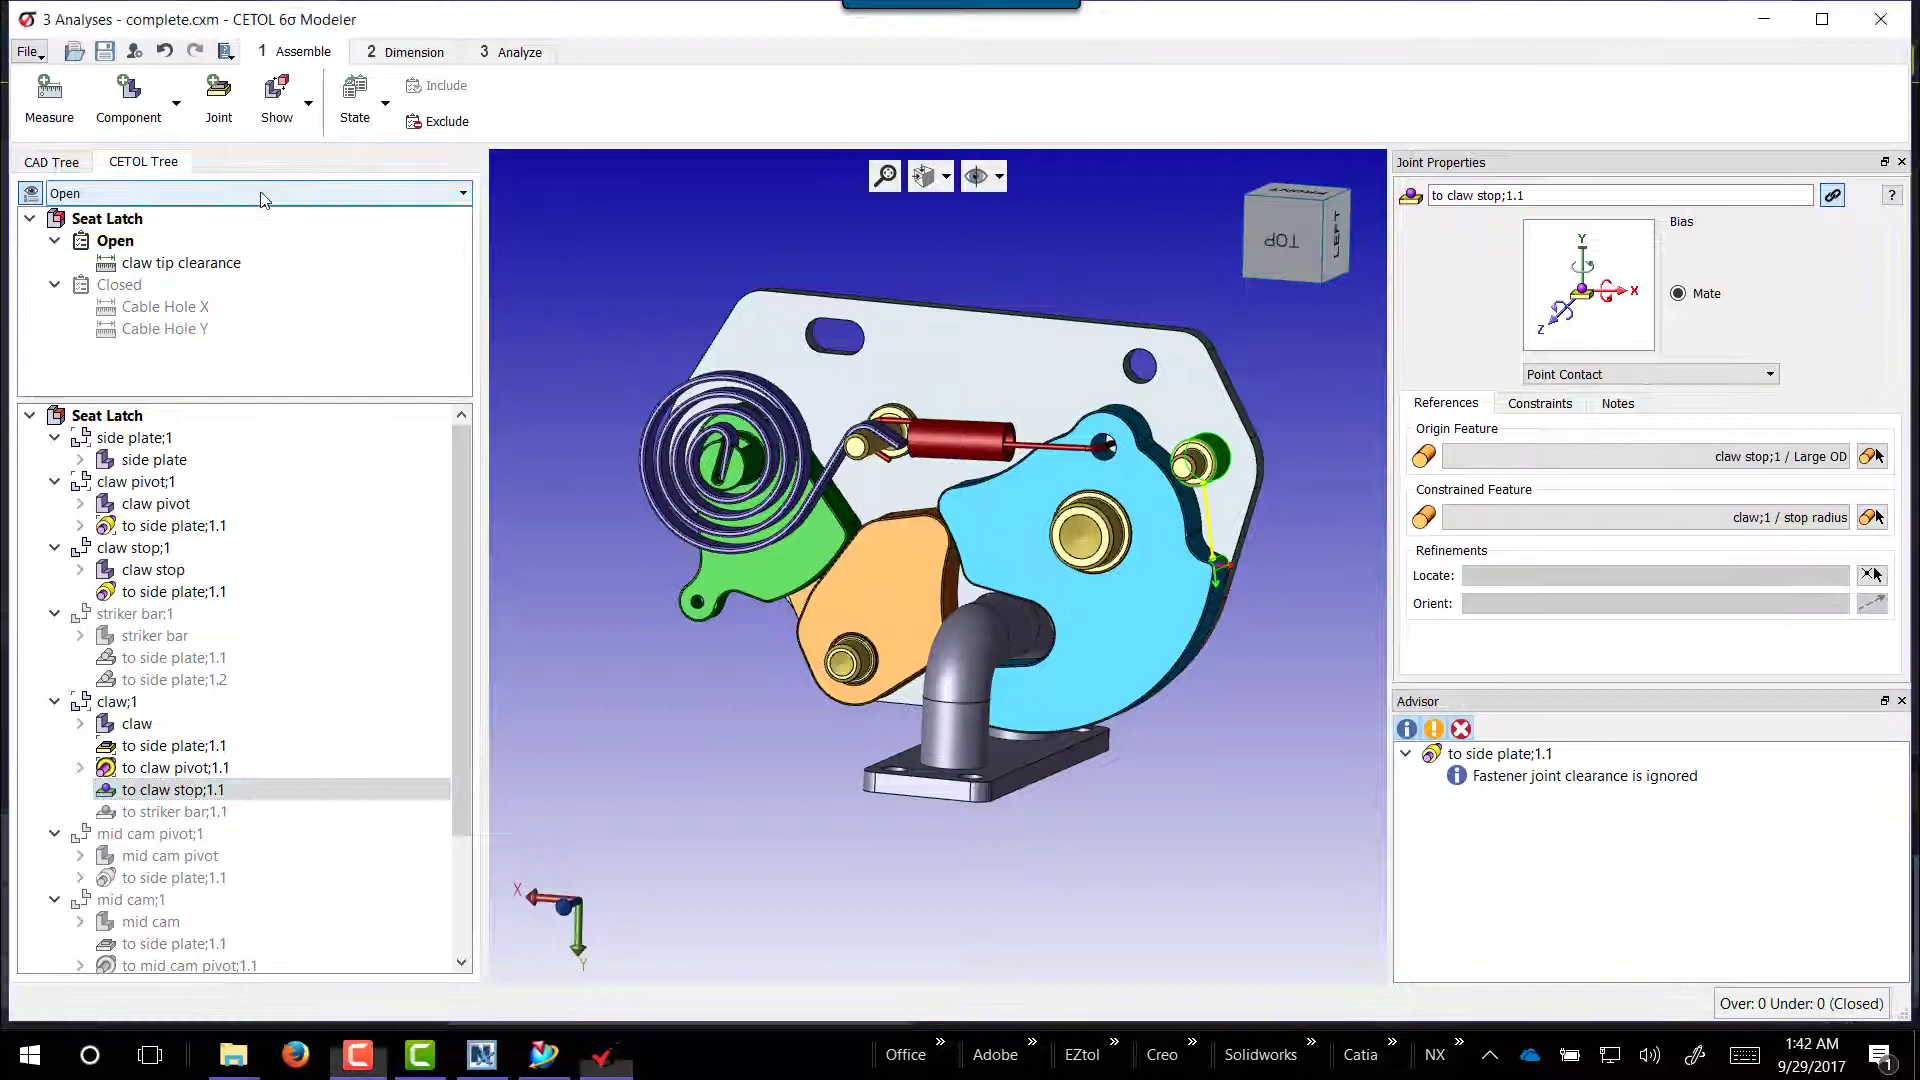 3 Analyses - complete.cxm - CETOL 6σ Modeler
File
1 Assemble
2 Dimension
3 Analyze
Measure
Component
Joint
Show
State
Include
Exclude
CAD Tree
CETOL Tree
Open
Seat Latch
Open
claw tip clearance
Closed
Cable Hole X
Cable Hole Y
Seat Latch
side plate;1
side plate
claw pivot;1
claw pivot
to side plate;1.1
claw stop;1
claw stop
to side plate;1.1
striker bar;1
striker bar
to side plate;1.1
to side plate;1.2
claw;1
claw
to side plate;1.1
to claw pivot;1.1
to claw stop;1.1
to striker bar;1.1
mid cam pivot;1
mid cam pivot
to side plate;1.1
mid cam;1
mid cam
to side plate;1.1
to mid cam pivot;1.1
FRONT
TOP
LEFT
X
Y
Joint Properties
to claw stop;1.1
?
Bias
Y
X
Z
Mate
Point Contact
References
Constraints
Notes
Origin Feature
claw stop;1 / Large OD
Constrained Feature
claw;1 / stop radius
Refinements
Locate:
Orient:
Advisor
to side plate;1.1
Fastener joint clearance is ignored
Over: 0 Under: 0 (Closed)
Office
Adobe
EZtol
Creo
Solidworks
Catia
NX
1:42 AM
9/29/2017
1